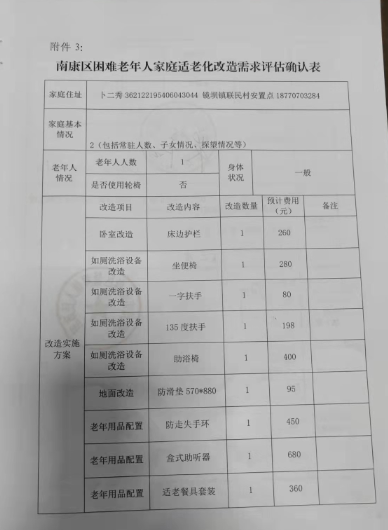 附件 3:
南康区困难老年人家庭适老化改造需求评估确认表
家庭住址 卜二秀 362122195406043044 镜坝镇联民村安置点 18770703284
家庭基本情况 2（包括常驻人数、子女情况、探望情况等）
老年人情况 老年人人数 1 身体状况 一般
是否使用轮椅 否
改造实施方案 改造项目 改造内容 改造数量 预计费用（元） 备注
卧室改造 床边护栏 1 260
如厕洗浴设备改造 坐便椅 1 280
如厕洗浴设备改造 一字扶手 1 80
如厕洗浴设备改造 135 度扶手 1 198
如厕洗浴设备改造 助浴椅 1 400
地面改造 防滑垫 570*880 1 95
老年用品配置 防走失手环 1 450
老年用品配置 盒式助听器 1 680
老年用品配置 适老餐具套装 1 360